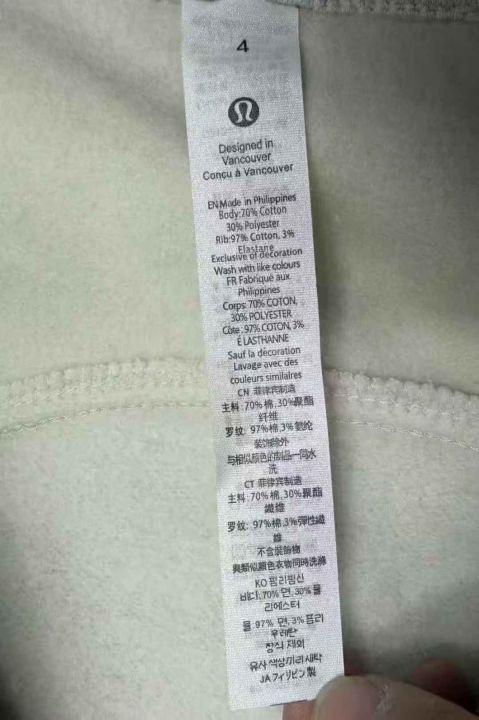 4
Designed in
Vancouver
Conçu à Vancouver
EN Made in Philippines
Body:70% Cotton
30% Polyester
Rib:97% Cotton, 3%
Elastane
Exclusive of decoration
Wash with like colours
FR Fabriqué aux
Philippines
Corps: 70% COTON,
30% POLYESTER
Côte: 97% COTON, 3%
ÉLASTHANNE
Sauf la décoration
Lavage avec des
couleurs similaires
CN 菲律宾制造
主料:70% 棉,30%聚酯
纤维
罗纹: 97%棉,3% 氨纶
装饰除外
与相似颜色的制品一同水
洗
CT 菲律宾制造
主料:70% 棉,30%聚酯
纖維
罗纹: 97%棉,3%彈性纖
維
不含裝飾物
與類似顏色衣物同時洗滌
KO 필리핀산
바디:70% 면, 30% 폴
리에스터
97% 면, 3% 폴리
우레탄
장식 제외
유사 색상끼리 세탁
JA フィリピン製